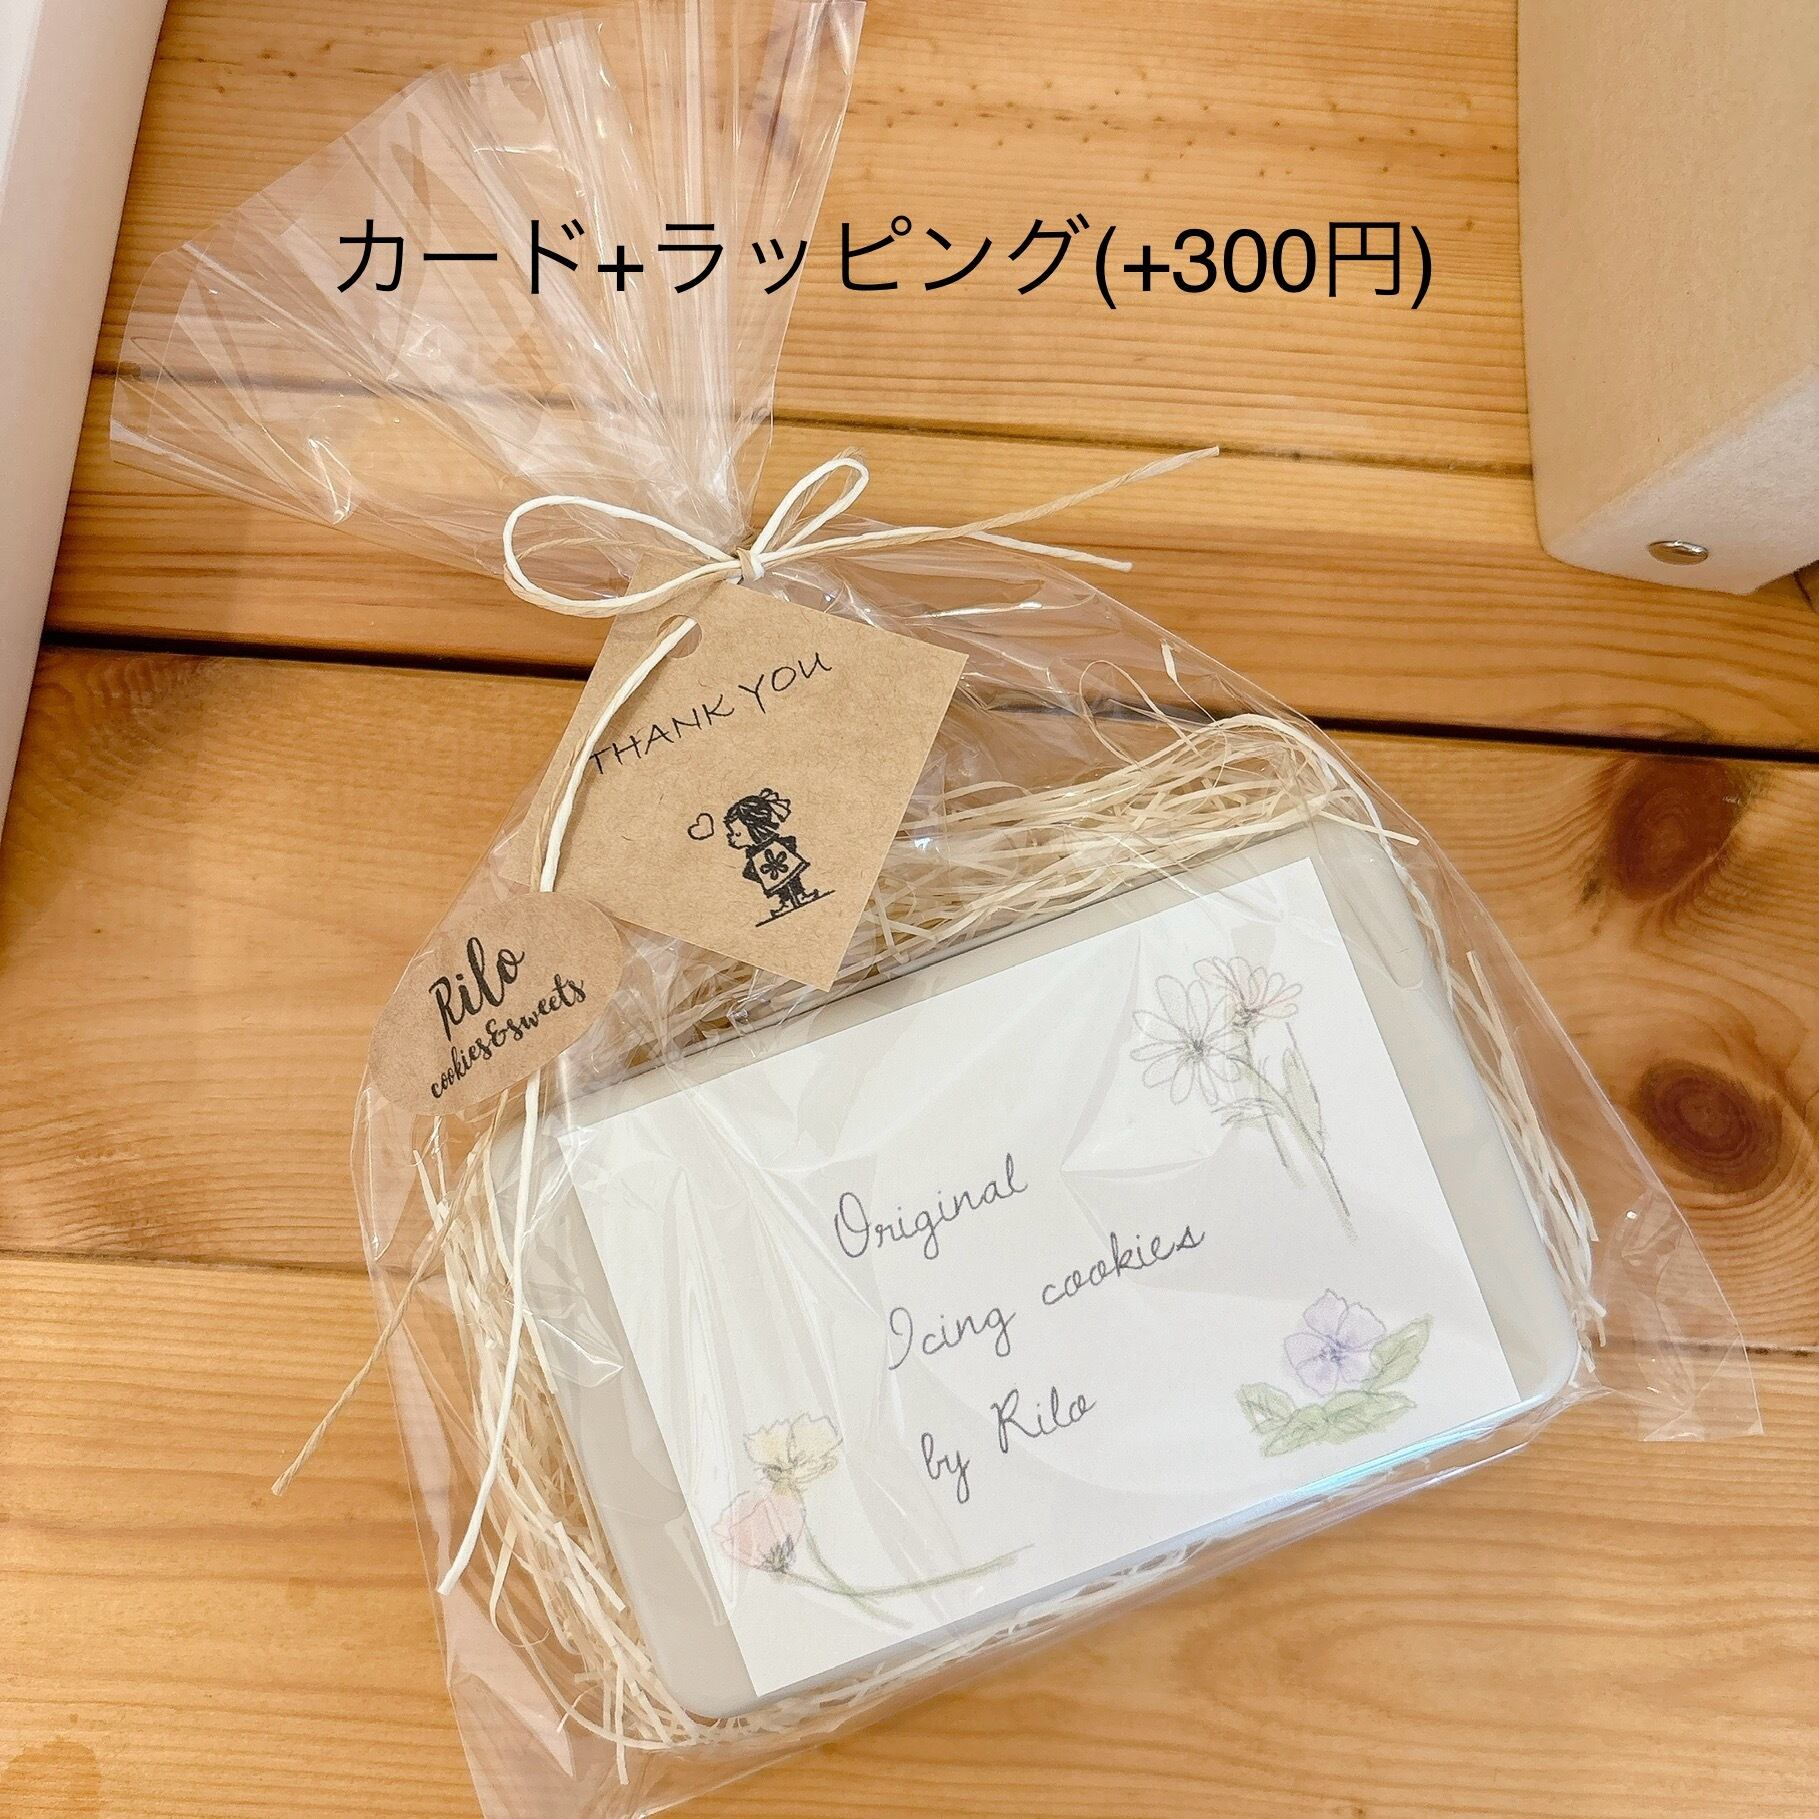 カード+ラッピング(+300円)
THANK YOU
Rilo
cookies&sweets
Original
Icing cookies
by Rilo